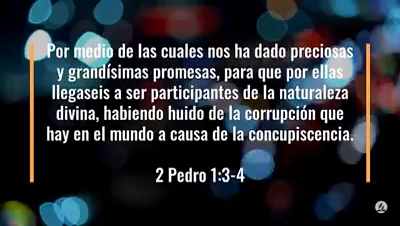 Por medio de las cuales nos ha dado preciosas
y grandísimas promesas, para que por ellas
llegaseis a ser participantes de la naturaleza
divina, habiendo huido de la corrupción que
hay en el mundo a causa de la concupiscencia.
2 Pedro 1:3-4